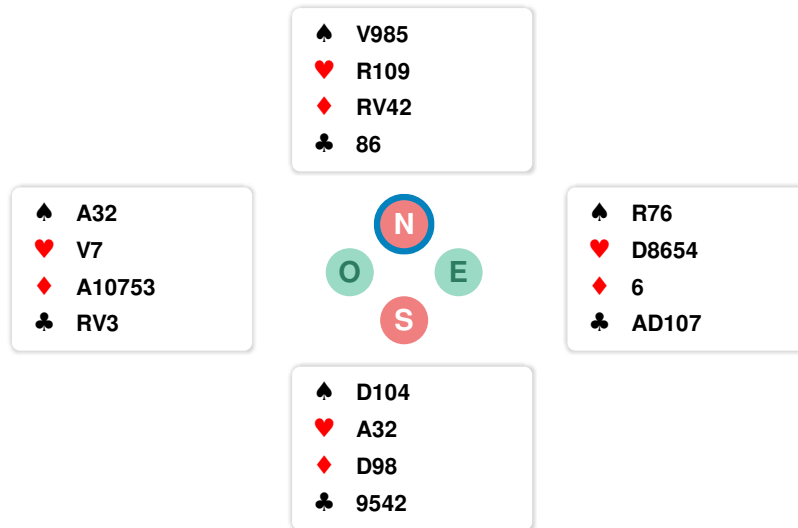 ♠ V985
♥ R109
♦ RV42
♣ 86
♠ A32
♥ V7
♦ A10753
♣ RV3
N
O E
S
♠ R76
♥ D8654
♦ 6
♣ AD107
♠ D104
♥ A32
♦ D98
♣ 9542